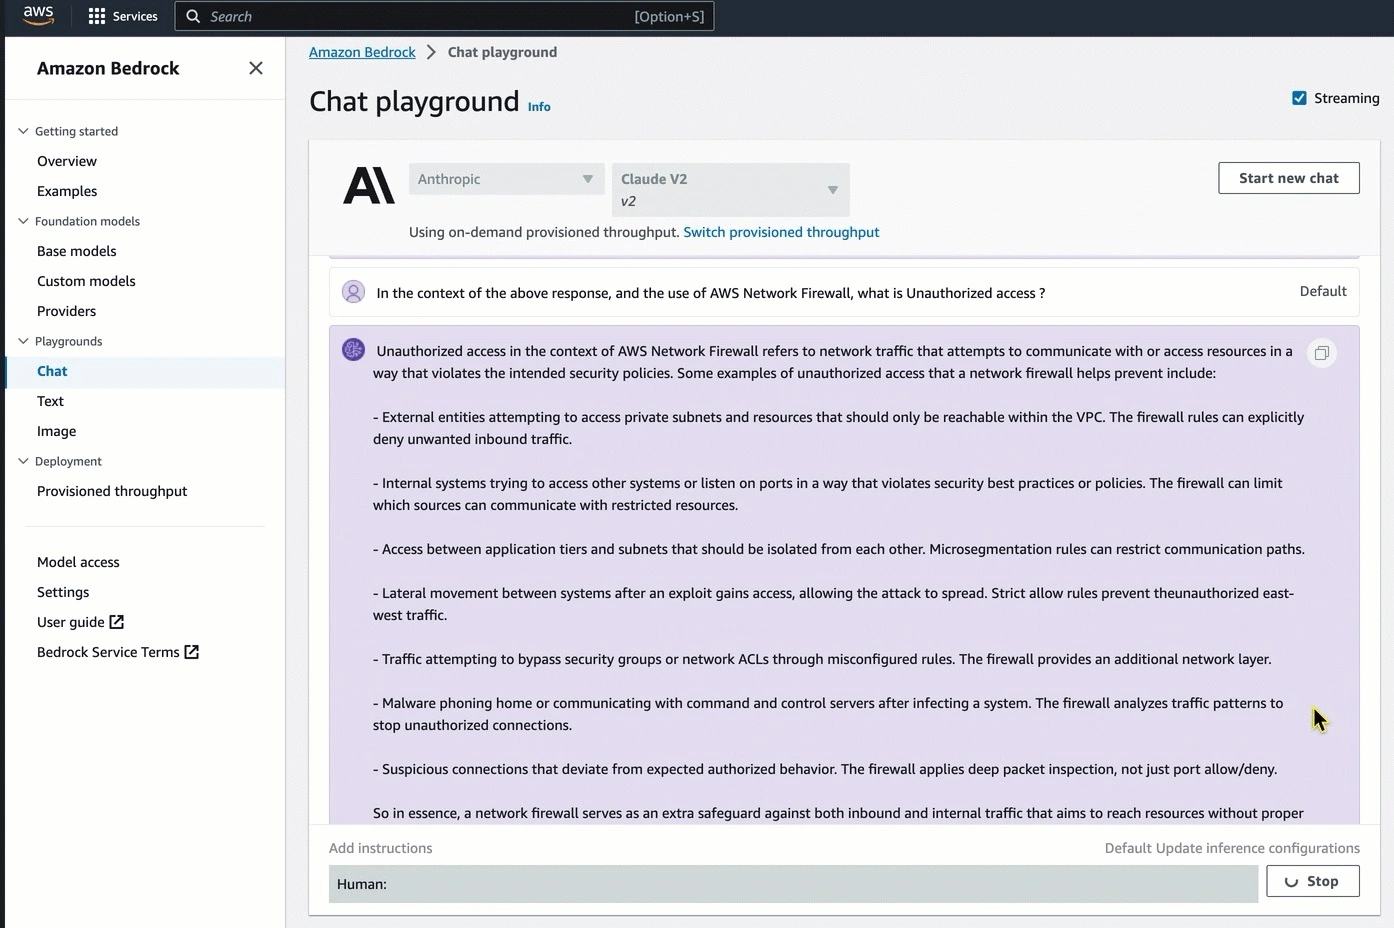 aws
Services
Search
[Option+S]
Amazon Bedrock
Getting started
Overview
Examples
Foundation models
Base models
Custom models
Providers
Playgrounds
Chat
Text
Image
Deployment
Provisioned throughput
Model access
Settings
User guide
Bedrock Service Terms
Amazon Bedrock > Chat playground
Chat playground Info
Streaming
A\
Anthropic
Claude V2
v2
Start new chat
Using on-demand provisioned throughput. Switch provisioned throughput
In the context of the above response, and the use of AWS Network Firewall, what is Unauthorized access ?
Default
Unauthorized access in the context of AWS Network Firewall refers to network traffic that attempts to communicate with or access resources in a
way that violates the intended security policies. Some examples of unauthorized access that a network firewall helps prevent include:
- External entities attempting to access private subnets and resources that should only be reachable within the VPC. The firewall rules can explicitly
deny unwanted inbound traffic.
- Internal systems trying to access other systems or listen on ports in a way that violates security best practices or policies. The firewall can limit
which sources can communicate with restricted resources.
- Access between application tiers and subnets that should be isolated from each other. Microsegmentation rules can restrict communication paths.
- Lateral movement between systems after an exploit gains access, allowing the attack to spread. Strict allow rules prevent theunauthorized east-
west traffic.
- Traffic attempting to bypass security groups or network ACLs through misconfigured rules. The firewall provides an additional network layer.
- Malware phoning home or communicating with command and control servers after infecting a system. The firewall analyzes traffic patterns to
stop unauthorized connections.
- Suspicious connections that deviate from expected authorized behavior. The firewall applies deep packet inspection, not just port allow/deny.
So in essence, a network firewall serves as an extra safeguard against both inbound and internal traffic that aims to reach resources without proper
Add instructions
Default Update inference configurations
Human:
Stop